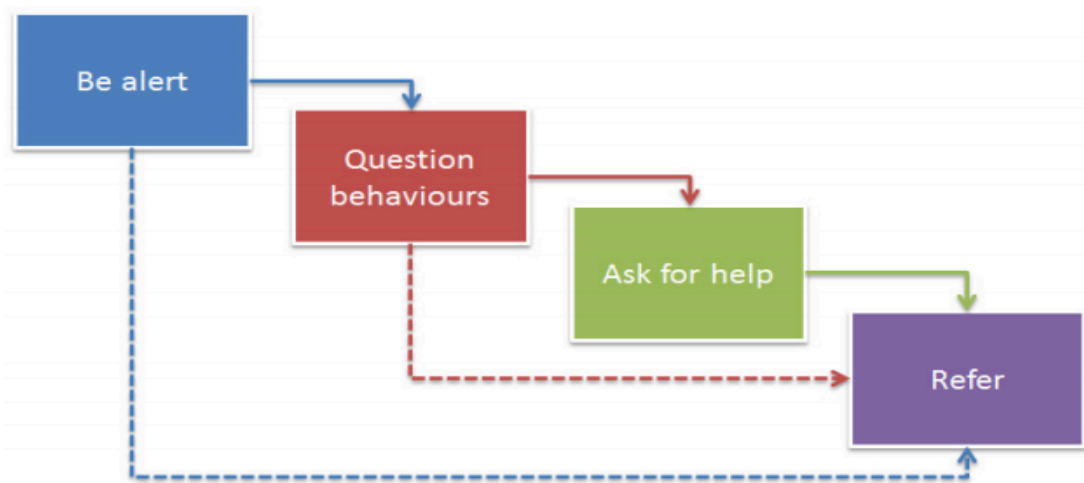 Be alert
Question
behaviours
Ask for help
Refer